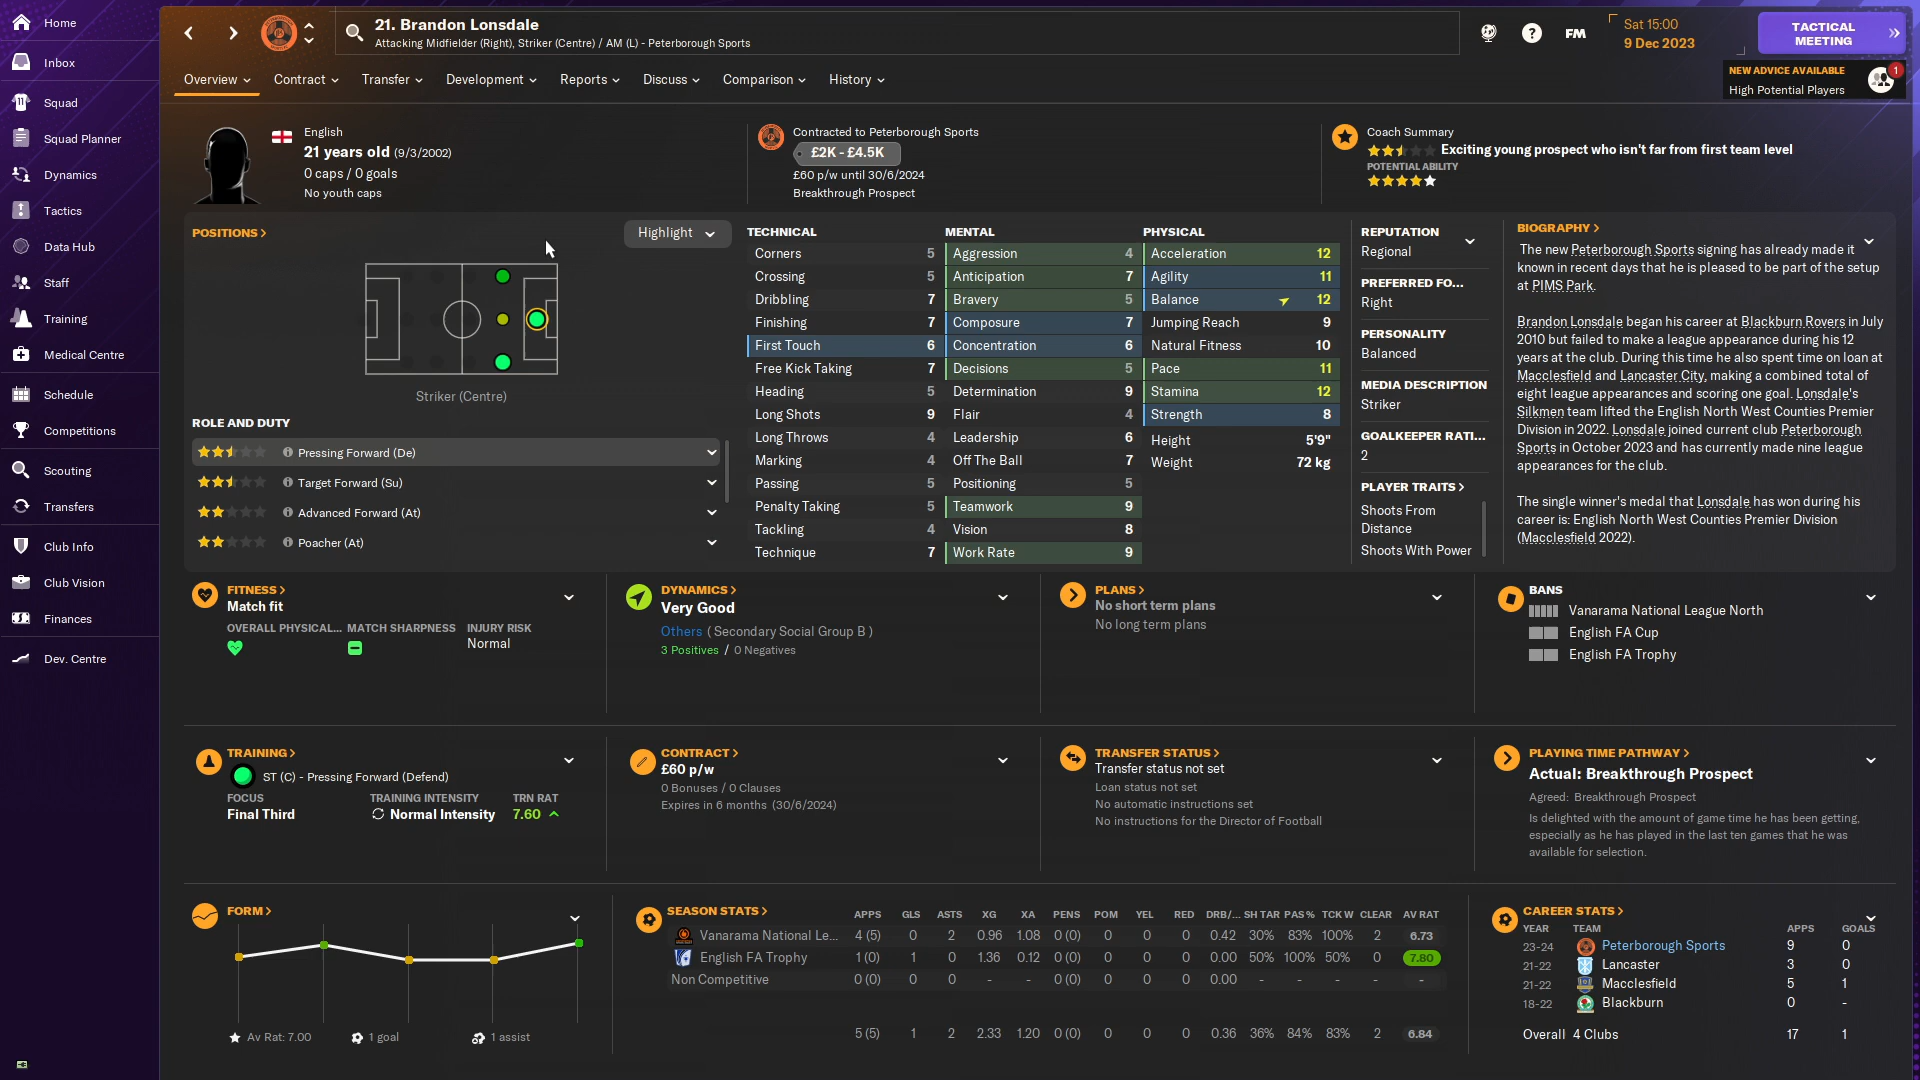 Home
Inbox
Squad
Squad Planner
Dynamics
Tactics
Data Hub
Staff
Training
Medical Centre
Schedule
Competitions
Scouting
Transfers
Club Info
Club Vision
Finances
Dev. Centre
21. Brandon Lonsdale
Attacking Midfielder (Right), Striker (Centre) / AM (L) - Peterborough Sports
FM
Sat 15:00
9 Dec 2023
TACTICAL MEETING
Overview Contract Transfer Development Reports Discuss Comparison History
NEW ADVICE AVAILABLE 1
High Potential Players
English
21 years old (9/3/2002)
0 caps / 0 goals
No youth caps
Contracted to Peterborough Sports
£2K - £4.5K
£60 p/w until 30/6/2024
Breakthrough Prospect
Coach Summary
Exciting young prospect who isn't far from first team level
POTENTIAL ABILITY
POSITIONS >
Highlight
Striker (Centre)
ROLE AND DUTY
Pressing Forward (De)
Target Forward (Su)
Advanced Forward (At)
Poacher (At)
TECHNICAL
Corners 5
Crossing 5
Dribbling 7
Finishing 7
First Touch 6
Free Kick Taking 7
Heading 5
Long Shots 9
Long Throws 4
Marking 4
Passing 5
Penalty Taking 5
Tackling 4
Technique 7
MENTAL
Aggression 4
Anticipation 7
Bravery 5
Composure 7
Concentration 6
Decisions 5
Determination 9
Flair 4
Leadership 6
Off The Ball 7
Positioning 5
Teamwork 9
Vision 8
Work Rate 9
PHYSICAL
Acceleration 12
Agility 11
Balance 12
Jumping Reach 9
Natural Fitness 10
Pace 11
Stamina 12
Strength 8
Height 5'9"
Weight 72 kg
REPUTATION
Regional
PREFERRED FO...
Right
PERSONALITY
Balanced
MEDIA DESCRIPTION
Striker
GOALKEEPER RATI...
2
PLAYER TRAITS >
Shoots From
Distance
Shoots With Power
BIOGRAPHY >
The new Peterborough Sports signing has already made it
known in recent days that he is pleased to be part of the setup
at PIMS Park.
Brandon Lonsdale began his career at Blackburn Rovers in July
2010 but failed to make a league appearance during his 12
years at the club. During this time he also spent time on loan at
Macclesfield and Lancaster City, making a combined total of
eight league appearances and scoring one goal. Lonsdale's
Silkmen team lifted the English North West Counties Premier
Division in 2022. Lonsdale joined current club Peterborough
Sports in October 2023 and has currently made nine league
appearances for the club.
The single winner's medal that Lonsdale has won during his
career is: English North West Counties Premier Division
(Macclesfield 2022).
FITNESS >
Match fit
OVERALL PHYSICAL... MATCH SHARPNESS INJURY RISK
Normal
DYNAMICS >
Very Good
Others ( Secondary Social Group B )
3 Positives / 0 Negatives
PLANS >
No short term plans
No long term plans
BANS
Vanarama National League North
English FA Cup
English FA Trophy
TRAINING >
ST (C) - Pressing Forward (Defend)
FOCUS TRAINING INTENSITY TRN RAT
Final Third Normal Intensity 7.60
CONTRACT >
£60 p/w
0 Bonuses / 0 Clauses
Expires in 6 months (30/6/2024)
TRANSFER STATUS >
Transfer status not set
Loan status not set
No automatic instructions set
No instructions for the Director of Football
PLAYING TIME PATHWAY >
Actual: Breakthrough Prospect
Agreed: Breakthrough Prospect
Is delighted with the amount of game time he has been getting,
especially as he has played in the last ten games that he was
available for selection.
FORM >
Av Rat: 7.00 1 goal 1 assist
SEASON STATS > APPS GLS ASTS XG XA PENS POM YEL RED DRB/... SH TAR PAS % TCK W CLEAR AV RAT
Vanarama National Le... 4 (5) 0 2 0.96 1.08 0 (0) 0 0 0 0.42 30% 83% 100% 2 6.73
English FA Trophy 1 (0) 1 0 1.36 0.12 0 (0) 0 0 0 0.00 50% 100% 50% 0 7.80
Non Competitive 0 (0) 0 0 - - 0 (0) 0 0 0 0.00 - - - - -
5 (5) 1 2 2.33 1.20 0 (0) 0 0 0 0.36 36% 84% 83% 2 6.84
CAREER STATS >
YEAR TEAM APPS GOALS
23-24 Peterborough Sports 9 0
21-22 Lancaster 3 0
21-22 Macclesfield 5 1
18-22 Blackburn 0 -
Overall 4 Clubs 17 1